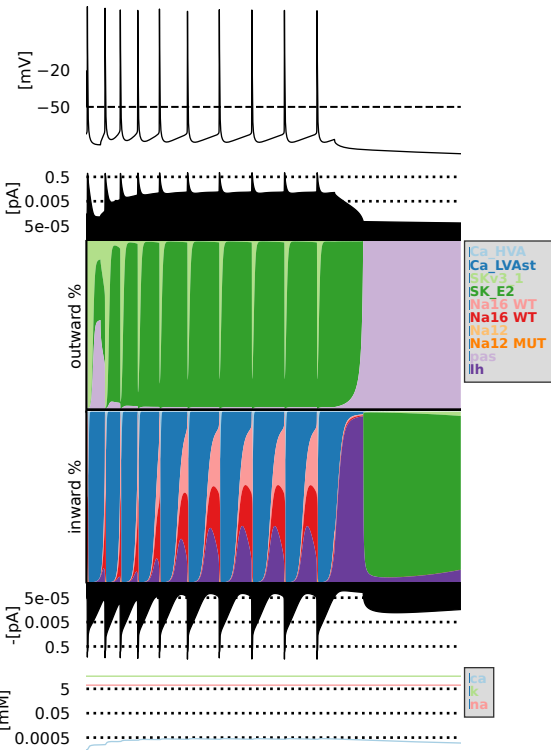 [mV]
−20
−50
[pA]
0.5
0.005
5e-05
outward %
Ca_HVA
Ca_LVAst
SKv3_1
SK_E2
Na16 WT
Na16 WT
Na12
Na12 MUT
pas
Ih
inward %
-[pA]
5e-05
0.005
0.5
[mM]
5
0.05
0.0005
ca
k
na